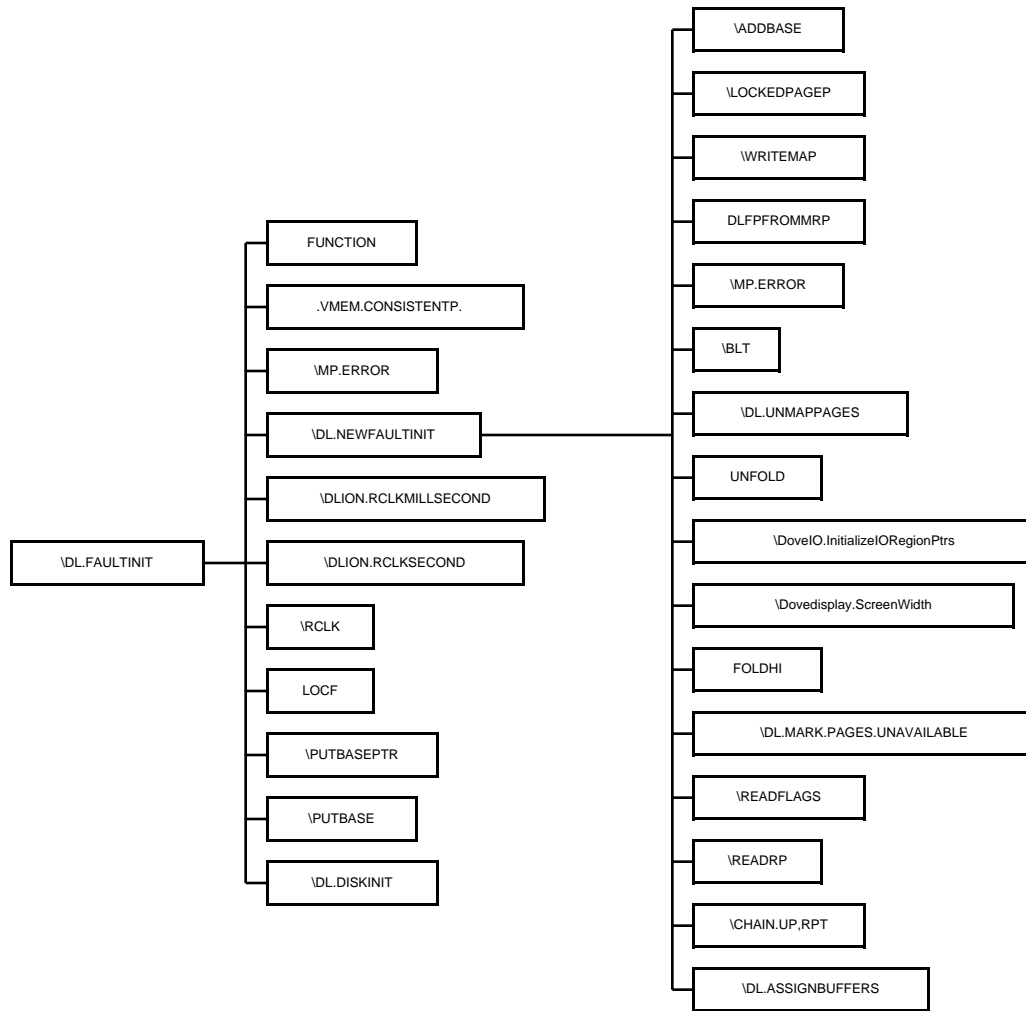 \DL.FAULTINIT
FUNCTION
.VMEM.CONSISTENTP.
\MP.ERROR
\DL.NEWFAULTINIT
\DLION.RCLKMILLSECOND
\DLION.RCLKSECOND
\RCLK
LOCF
\PUTBASEPTR
\PUTBASE
\DL.DISKINIT
\ADDBASE
\LOCKEDPAGEP
\WRITEMAP
DLFPFROMMRP
\MP.ERROR
\BLT
\DL.UNMAPPAGES
UNFOLD
\DoveIO.InitializeIORegionPtrs
\Dovedisplay.ScreenWidth
FOLDHI
\DL.MARK.PAGES.UNAVAILABLE
\READFLAGS
\READRP
\CHAIN.UP,RPT
\DL.ASSIGNBUFFERS